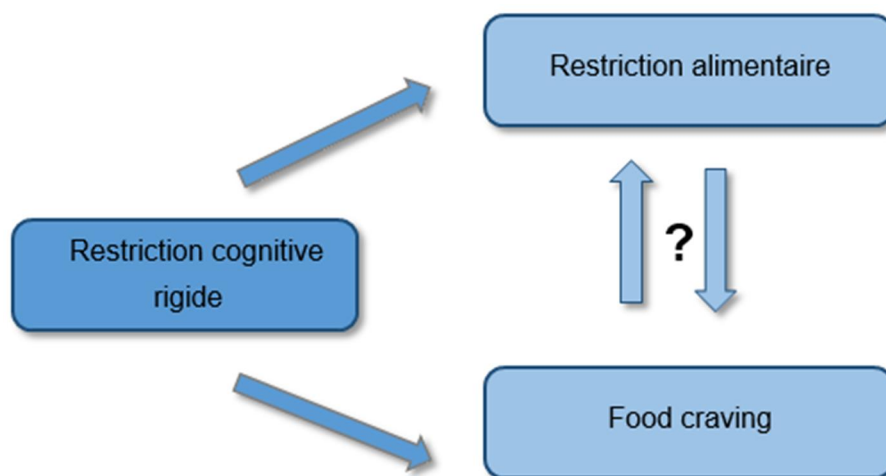 Restriction alimentaire
Restriction cognitive
rigide
?
Food craving